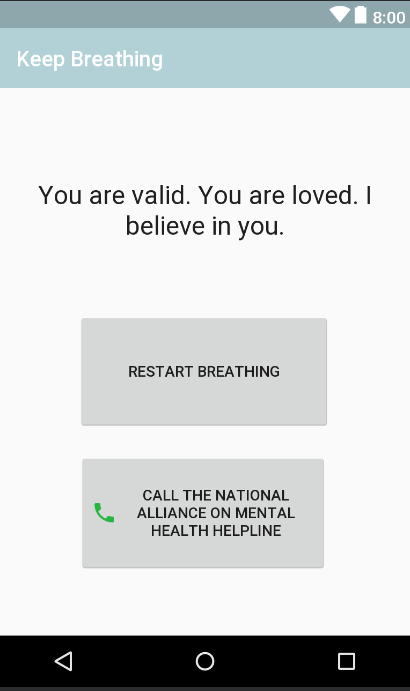 8:00
Keep Breathing
You are valid. You are loved. I
believe in you.
RESTART BREATHING
CALL THE NATIONAL
ALLIANCE ON MENTAL
HEALTH HELPLINE